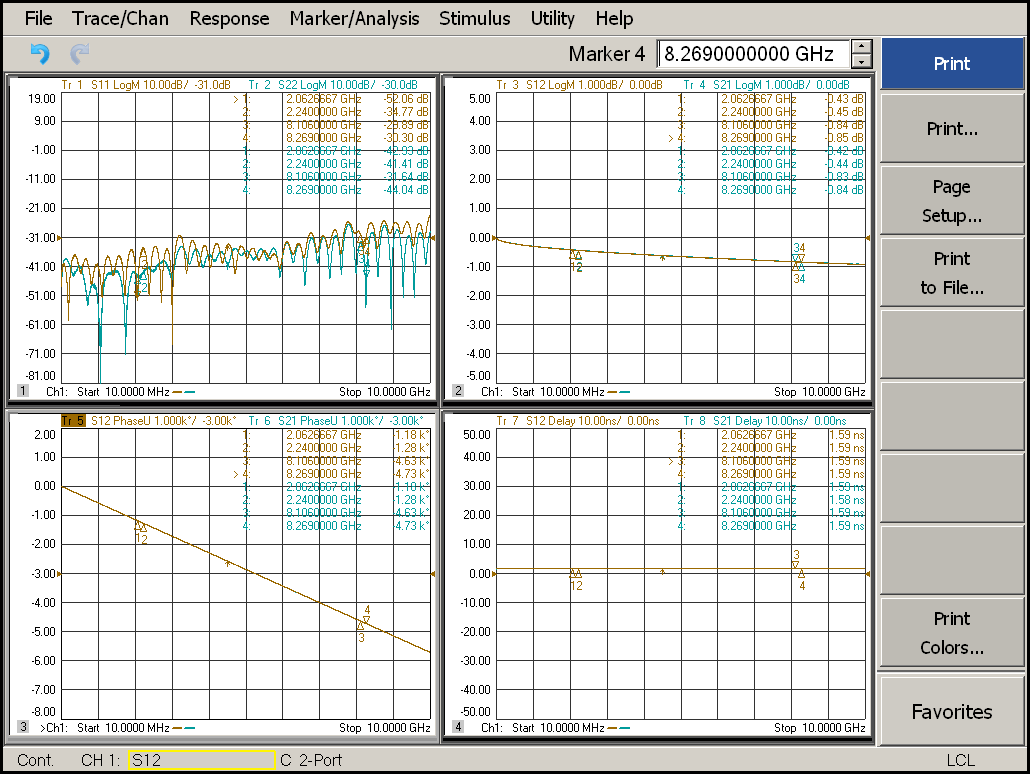 File Trace/Chan Response Marker/Analysis Stimulus Utility Help
Marker 4 8.2690000000 GHz
Tr 1 S11 LogM 10.00dB/ -31.0dB Tr 2 S22 LogM 10.00dB/ -30.0dB
19.00
9.00
-1.00
-11.00
-21.00
-31.00
-41.00
-51.00
-61.00
-71.00
-81.00
>1: 2.0626667 GHz -52.06 dB
2: 2.2400000 GHz -34.77 dB
3: 8.1060000 GHz
4: 8.2690000 GHz
1: 2.0626667 GHz
2: 2.2400000 GHz -41.41 dB
3: 8.1060000 GHz -31.64 dB
4: 8.2690000 GHz -44.04 dB
2
3
1 Ch1: Start 10.0000 MHz Stop 10.0000 GHz
Tr 3 S12 LogM 1.000dB/ 0.00dB Tr 4 S21 LogM 1.000dB/ 0.00dB
5.00
4.00
3.00
2.00
1.00
0.00
-1.00
-2.00
-3.00
-4.00
-5.00
1: 2.0626667 GHz -0.43 dB
2: 2.2400000 GHz -0.45 dB
3: 8.1060000 GHz -0.84 dB
>4: 8.2690000 GHz -0.85 dB
1: 2.0626667 GHz -0.42 dB
2: 2.2400000 GHz -0.44 dB
3: 8.1060000 GHz -0.83 dB
4: 8.2690000 GHz -0.84 dB
12
34
34
2 Ch1: Start 10.0000 MHz Stop 10.0000 GHz
Tr 5 S12 PhaseU 1.000k°/ -3.00k° Tr 6 S21 PhaseU 1.000k°/ -3.00k°
2.00
1.00
0.00
-1.00
-2.00
-3.00
-4.00
-5.00
-6.00
-7.00
-8.00
1: 2.0626667 GHz -1.18 k°
2: 2.2400000 GHz -1.28 k°
3: 8.1060000 GHz -4.63 k°
>4: 8.2690000 GHz -4.73 k°
1: 2.0626667 GHz -1.18 k°
2: 2.2400000 GHz -1.28 k°
3: 8.1060000 GHz -4.63 k°
4: 8.2690000 GHz -4.73 k°
12
4
3
3 >Ch1: Start 10.0000 MHz Stop 10.0000 GHz
Tr 7 S12 Delay 10.00ns/ 0.00ns Tr 8 S21 Delay 10.00ns/ 0.00ns
50.00
40.00
30.00
20.00
10.00
0.00
-10.00
-20.00
-30.00
-40.00
-50.00
1: 2.0626667 GHz 1.59 ns
2: 2.2400000 GHz 1.59 ns
>3: 8.1060000 GHz 1.59 ns
4: 8.2690000 GHz 1.59 ns
1: 2.0626667 GHz 1.59 ns
2: 2.2400000 GHz 1.58 ns
3: 8.1060000 GHz 1.59 ns
4: 8.2690000 GHz 1.59 ns
12
3
4
4 Ch1: Start 10.0000 MHz Stop 10.0000 GHz
Print
Print...
Page
Setup...
Print
to File...
Print
Colors...
Favorites
Cont. CH 1: S12 C 2-Port LCL